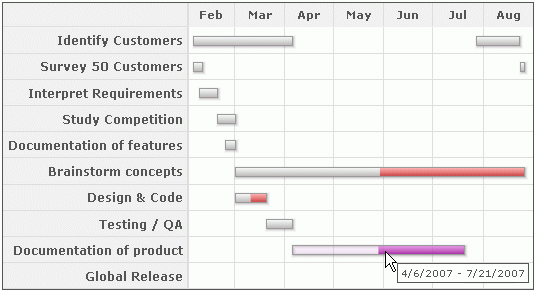 Feb Mar Apr May Jun Jul Aug
Identify Customers
Survey 50 Customers
Interpret Requirements
Study Competition
Documentation of features
Brainstorm concepts
Design & Code
Testing / QA
Documentation of product
4/6/2007 - 7/21/2007
Global Release